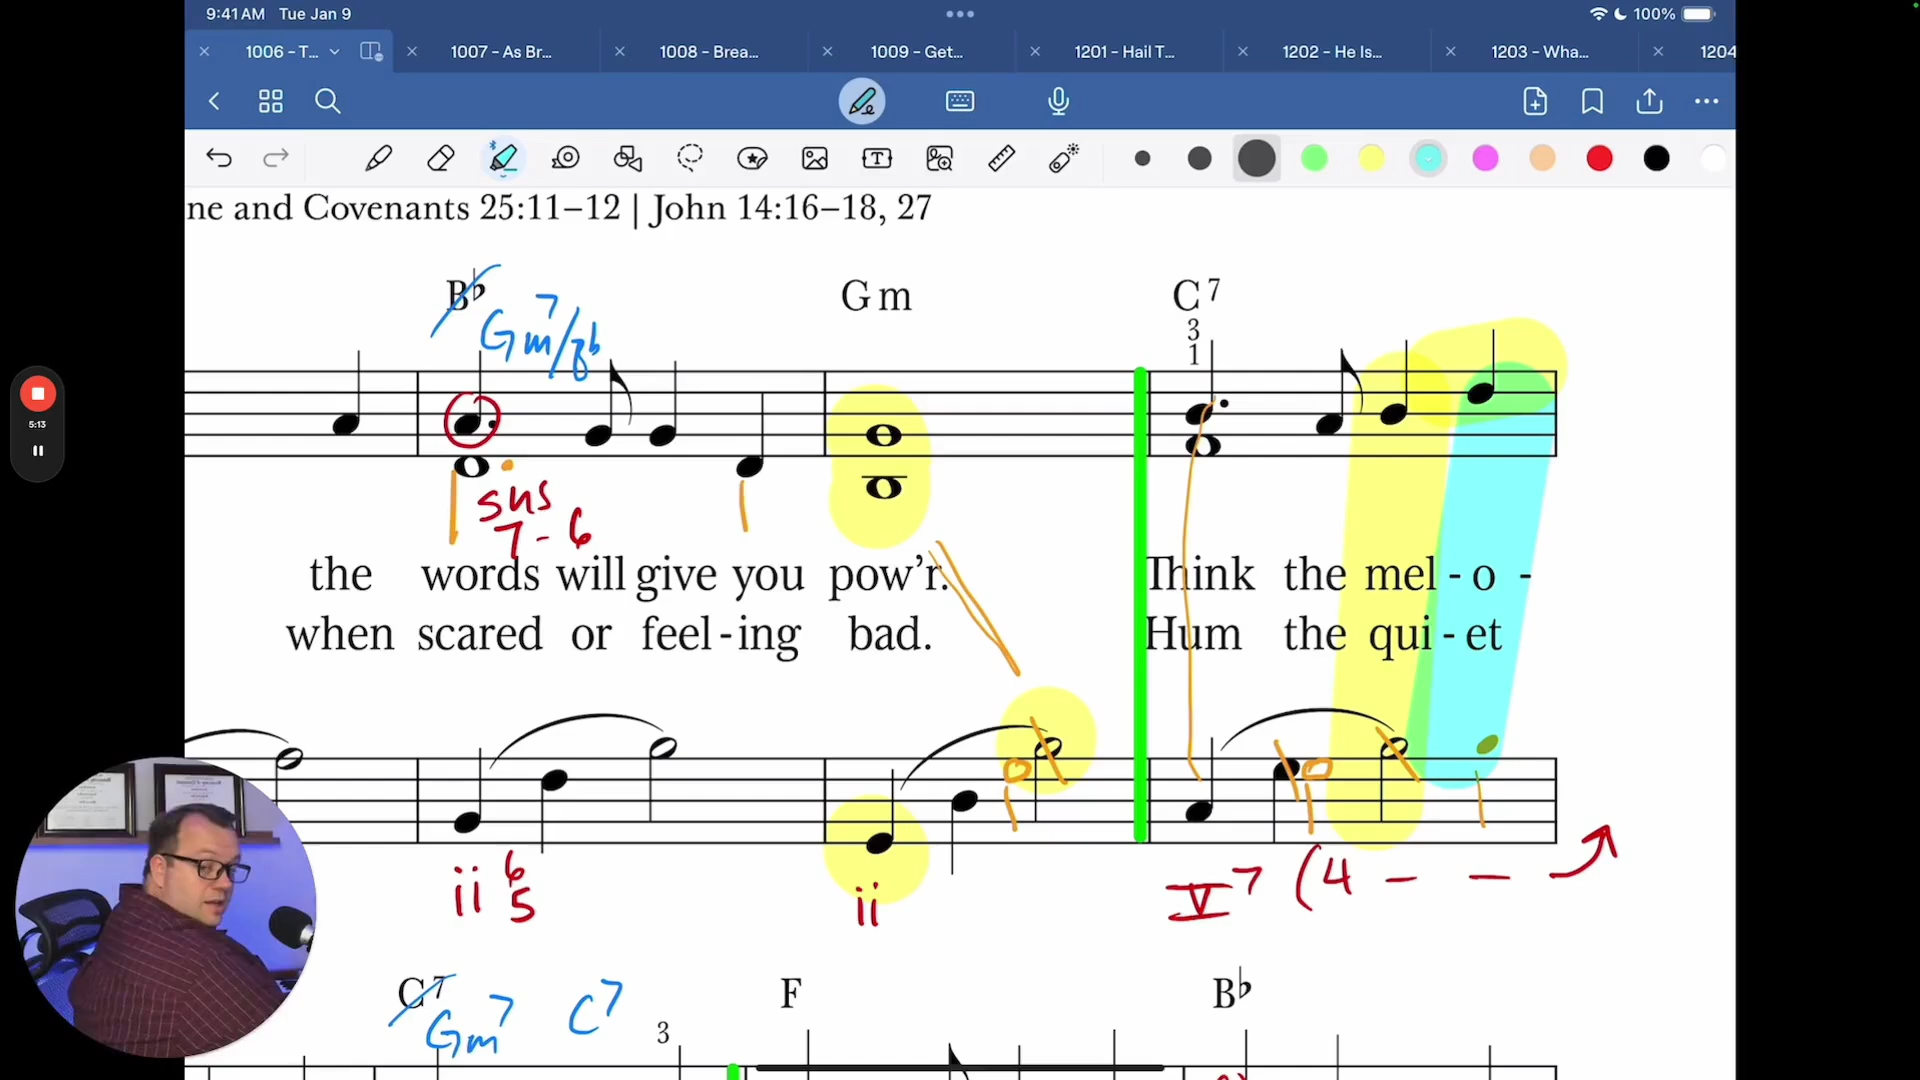 9:41 AM Tue Jan 9
100%
1006 - T...
1007 - As Br...
1008 - Brea...
1009 - Get...
1201 - Hail T...
1202 - He Is...
1203 - Wha...
1204
T
ne and Covenants 25:11–12 | John 14:16–18, 27
B♭ Gm C7
Gm7/B♭
3
1
5:13
sus
7 - 6
the words will give you pow’r. Think the mel - o -
when scared or feel - ing bad. Hum the qui - et
ii 6 5 ii V7 (4 - -
C7 F B♭
Gm7 C7
3